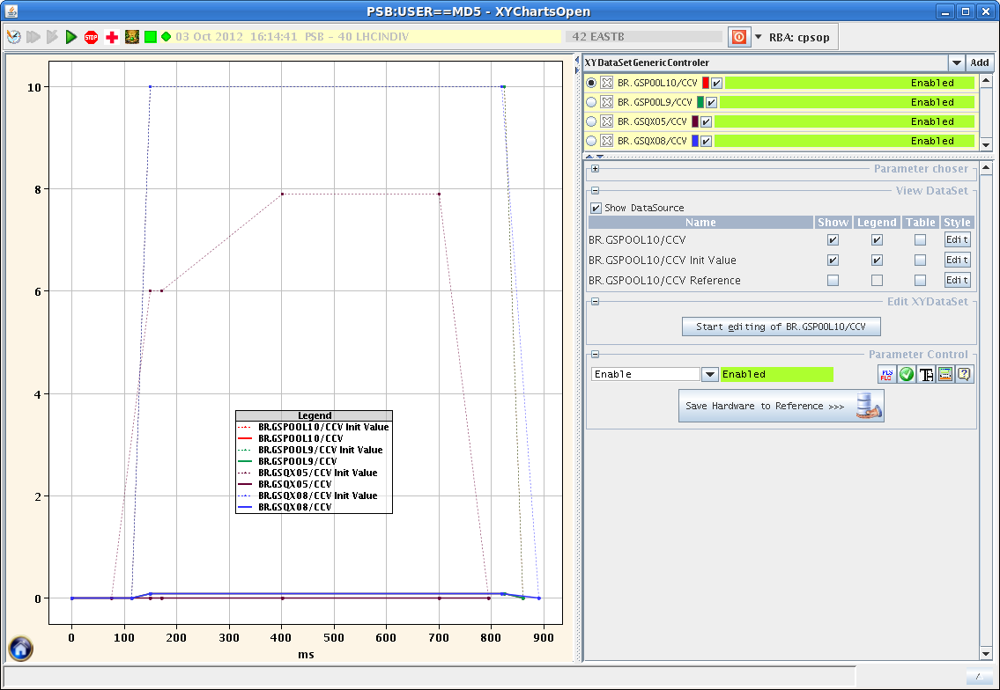 PSB:USER==MD5 - XYChartsOpen
STOP
03 Oct 2012 16:14:41 PSB - 40 LHCINDIV
42 EASTB
RBA: cpsop
10
8
6
4
2
0
Legend
BR.GSPOOL10/CCV Init Value
BR.GSPOOL10/CCV
BR.GSPOOL9/CCV Init Value
BR.GSPOOL9/CCV
BR.GSQXO5/CCV Init Value
BR.GSQXO5/CCV
BR.GSQXO8/CCV Init Value
BR.GSQXO8/CCV
0 100 200 300 400 500 600 700 800 900
ms
XYDataSetGenericControler
Add
BR.GSPOOL10/CCV Enabled
BR.GSPOOL9/CCV Enabled
BR.GSQXO5/CCV Enabled
BR.GSQXO8/CCV Enabled
Parameter choser
View DataSet
Show DataSource
Name Show Legend Table Style
BR.GSPOOL10/CCV Edit
BR.GSPOOL10/CCV Init Value Edit
BR.GSPOOL10/CCV Reference Edit
Edit XYDataSet
Start editing of BR.GSPOOL10/CCV
Parameter Control
Enable Enabled
Save Hardware to Reference >>>